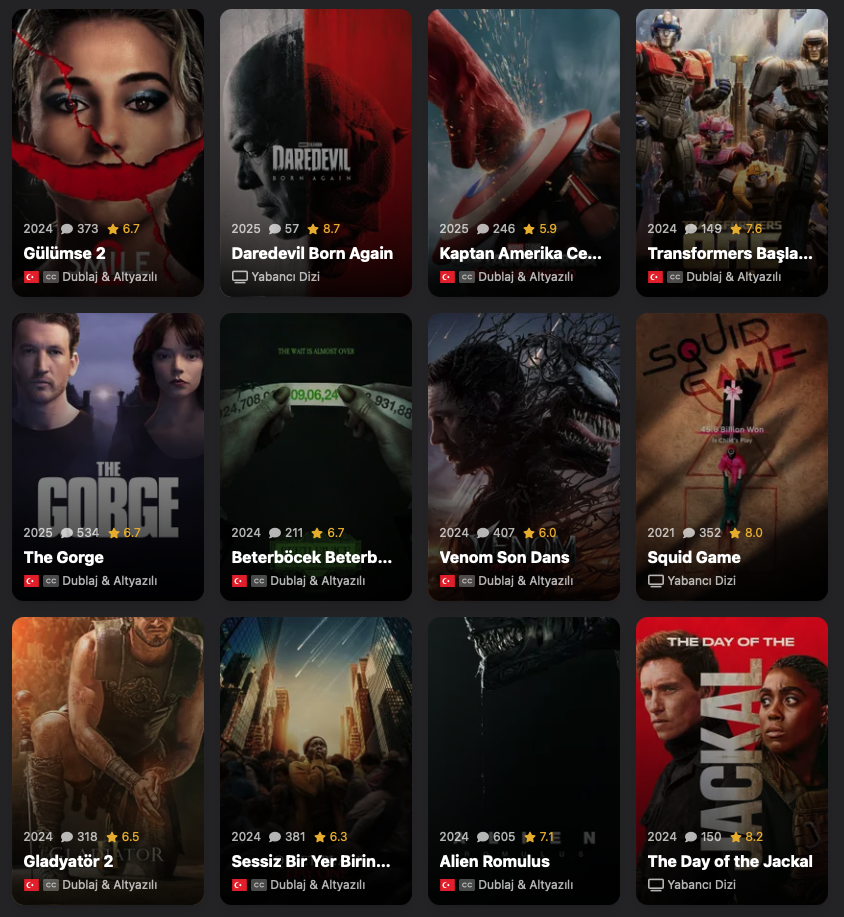 SMILE
2024 373 6.7
Gülümse 2
CC Dublaj & Altyazılı
DAREDEVIL
BORN AGAIN
2025 57 8.7
Daredevil Born Again
Yabancı Dizi
2025 246 5.9
Kaptan Amerika Ce...
CC Dublaj & Altyazılı
2024 149 7.6
Transformers Başla...
CC Dublaj & Altyazılı
THE
GORGE
2025 534 6.7
The Gorge
CC Dublaj & Altyazılı
THE WAIT IS ALMOST OVER
024,708,0 09,06,24 8,931,88
2024 211 6.7
Beterböcek Beterb...
CC Dublaj & Altyazılı
VENOM
2024 407 6.0
Venom Son Dans
CC Dublaj & Altyazılı
SQUID
GAME
45.6 Billion Won
is Child's Play
2021 352 8.0
Squid Game
Yabancı Dizi
GLADIATOR
2024 318 6.5
Gladyatör 2
CC Dublaj & Altyazılı
2024 381 6.3
Sessiz Bir Yer Birin...
CC Dublaj & Altyazılı
ALIEN
2024 605 7.1
Alien Romulus
CC Dublaj & Altyazılı
THE DAY OF THE
JACKAL
2024 150 8.2
The Day of the Jackal
Yabancı Dizi